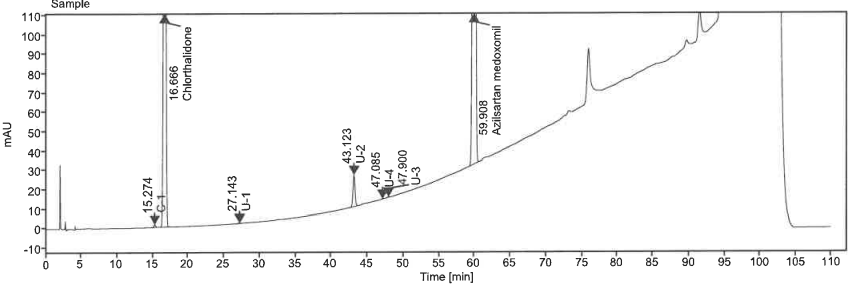 Sample
110
100
90
80
70
60
50
40
30
20
10
0
-10
mAU
15.274
C-1
16.666
Chlorthalidone
27.143
U-1
43.123
U-2
47.085
U-4
47.900
U-3
59.908
Azilsartan medoxomil
0 5 10 15 20 25 30 35 40 45 50 55 60 65 70 75 80 85 90 95 100 105 110
Time [min]